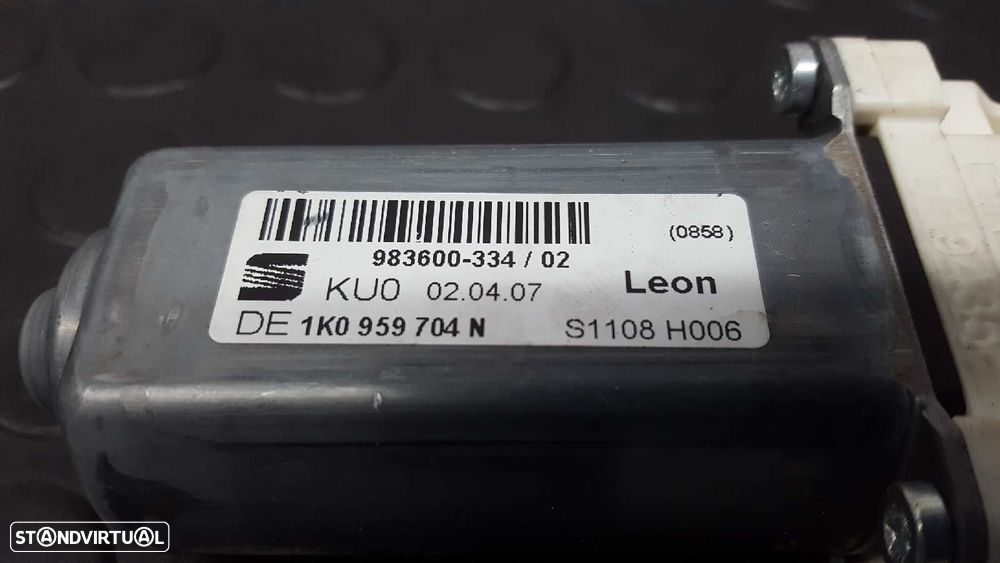 (0858)
983600-334 / 02
KU0 02.04.07 Leon
DE 1K0 959 704 N S1108 H006
STANDVIRTUAL